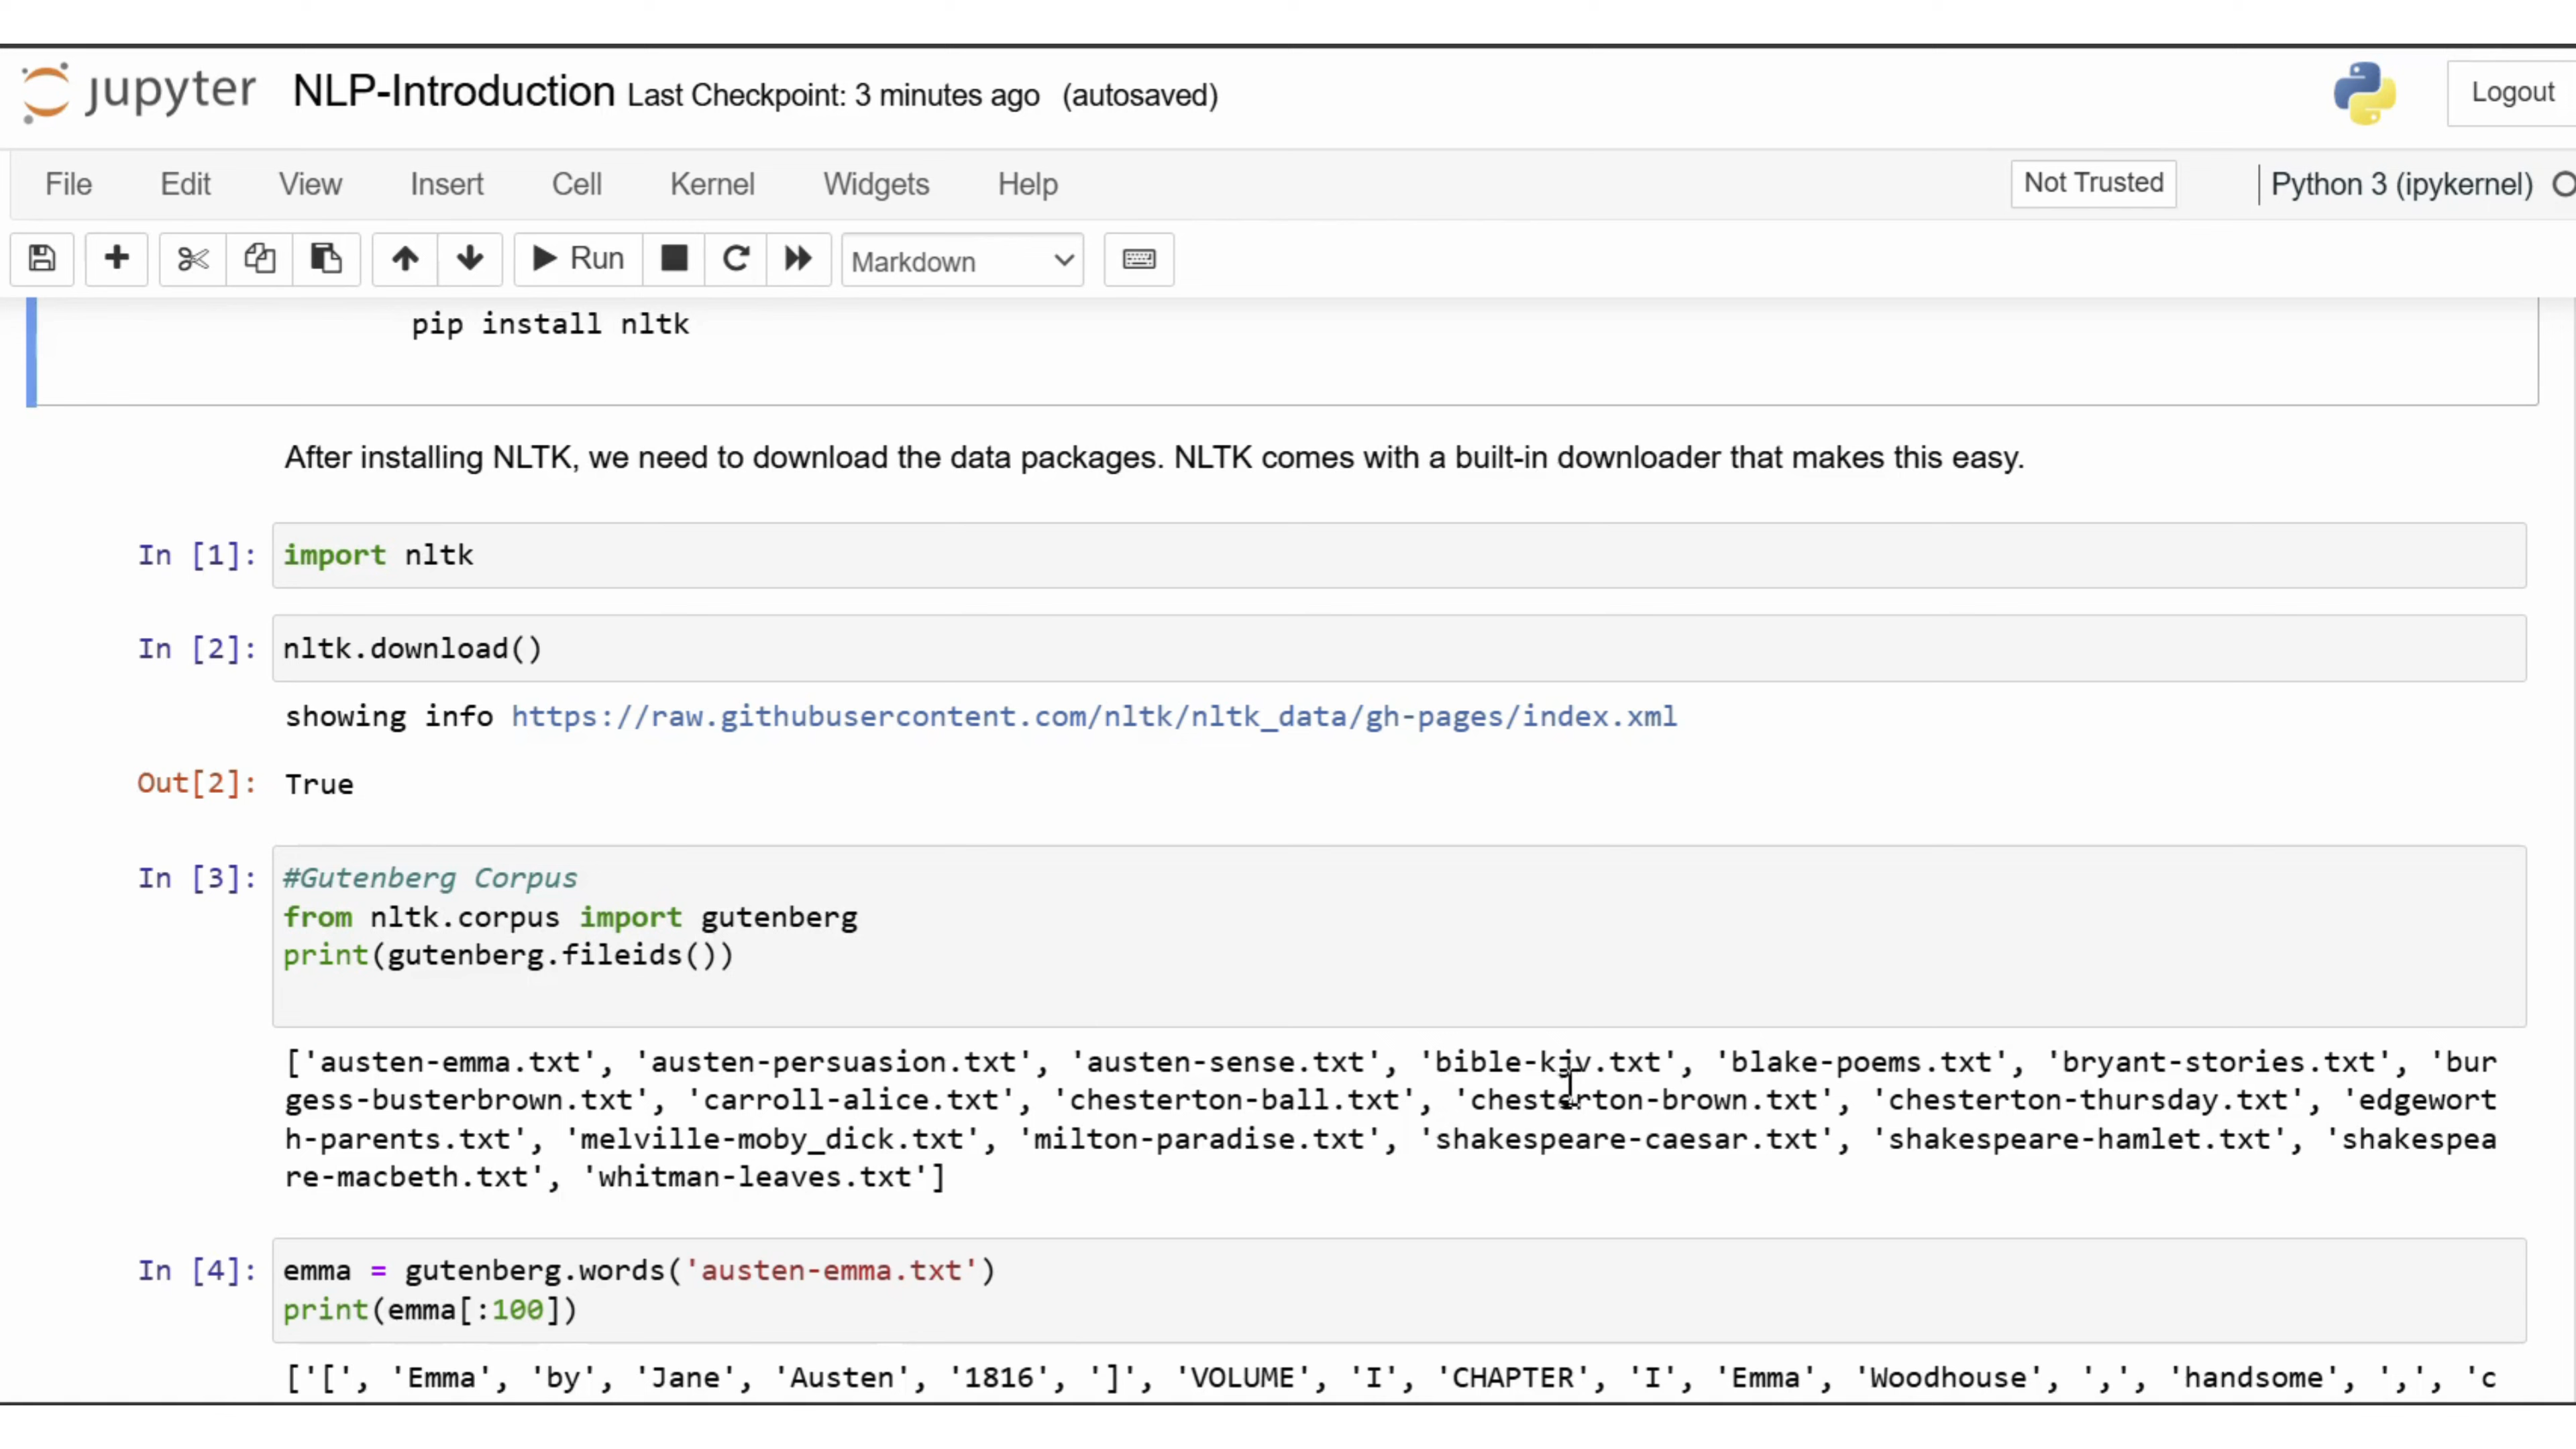 jupyter NLP-Introduction Last Checkpoint: 3 minutes ago (autosaved) Logout
File Edit View Insert Cell Kernel Widgets Help Not Trusted Python 3 (ipykernel)
Run Markdown
pip install nltk
After installing NLTK, we need to download the data packages. NLTK comes with a built-in downloader that makes this easy.
In [1]: import nltk
In [2]: nltk.download()
showing info https://raw.githubusercontent.com/nltk/nltk_data/gh-pages/index.xml
Out[2]: True
In [3]: #Gutenberg Corpus
from nltk.corpus import gutenberg
print(gutenberg.fileids())
['austen-emma.txt', 'austen-persuasion.txt', 'austen-sense.txt', 'bible-kjv.txt', 'blake-poems.txt', 'bryant-stories.txt', 'bur
gess-busterbrown.txt', 'carroll-alice.txt', 'chesterton-ball.txt', 'chesterton-brown.txt', 'chesterton-thursday.txt', 'edgewort
h-parents.txt', 'melville-moby_dick.txt', 'milton-paradise.txt', 'shakespeare-caesar.txt', 'shakespeare-hamlet.txt', 'shakespea
re-macbeth.txt', 'whitman-leaves.txt']
In [4]: emma = gutenberg.words('austen-emma.txt')
print(emma[:100])
['[', 'Emma', 'by', 'Jane', 'Austen', '1816', ']', 'VOLUME', 'I', 'CHAPTER', 'I', 'Emma', 'Woodhouse', ',', 'handsome', ',', 'c